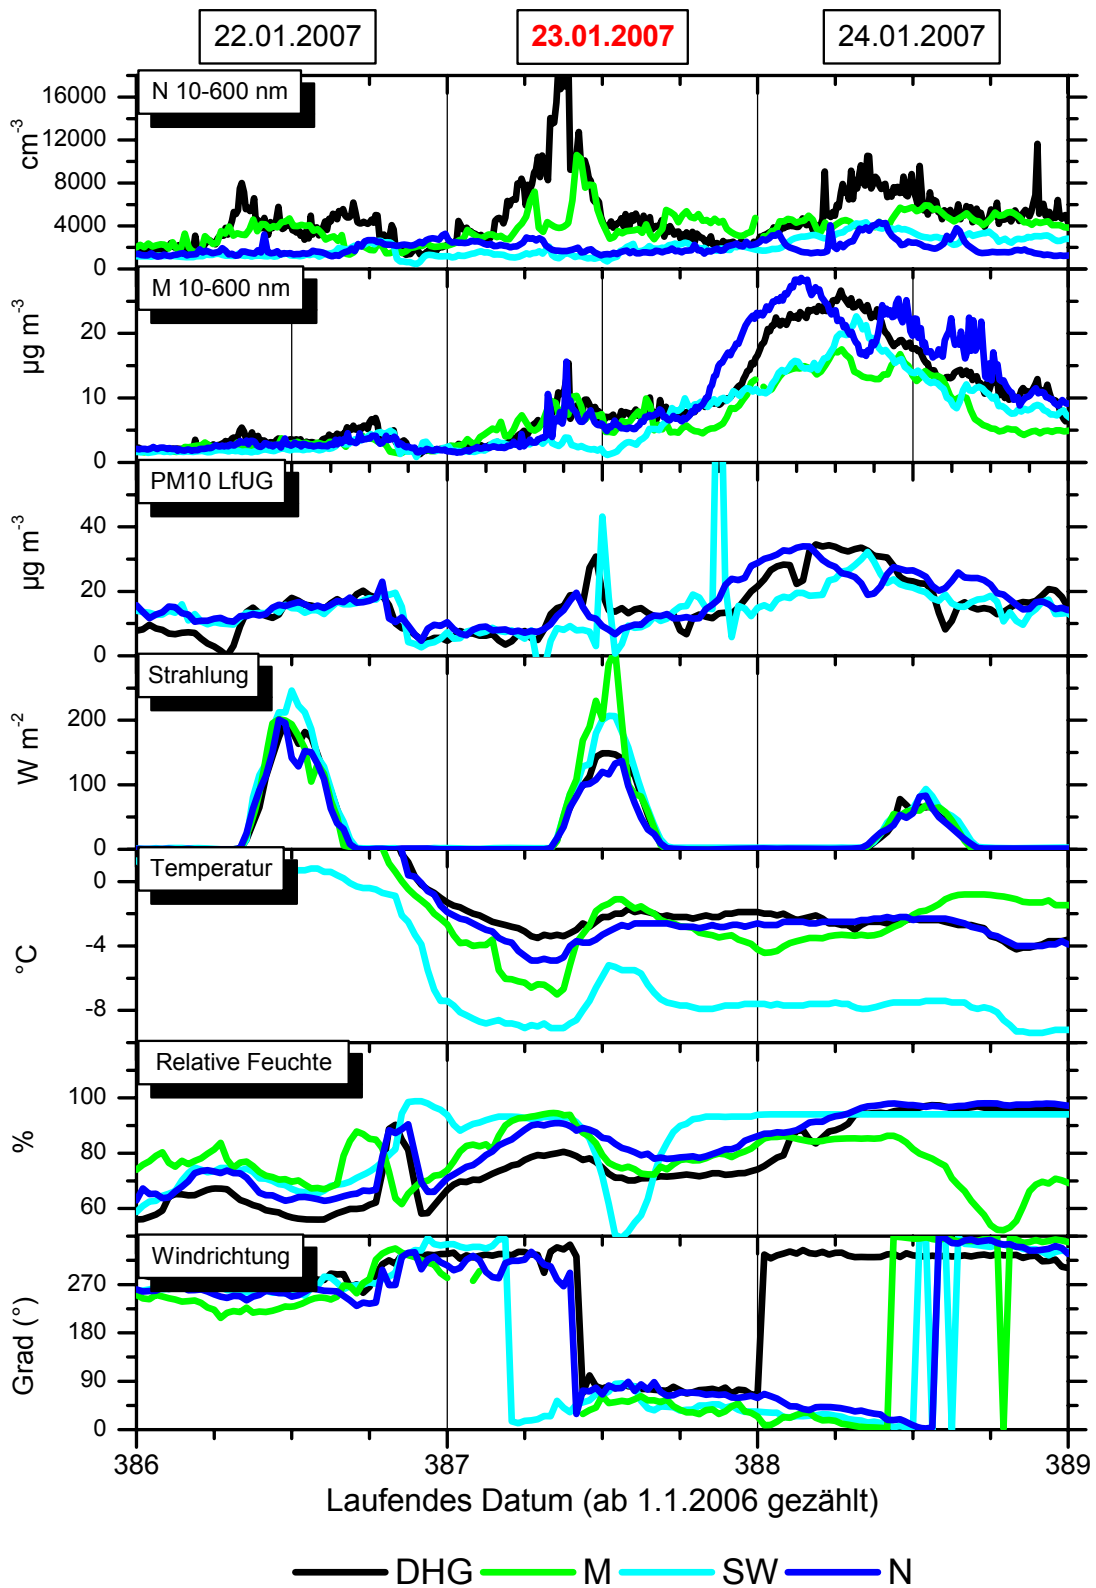 22.01.2007 23.01.2007 24.01.2007
N 10-600 nm
cm-3
16000
12000
8000
4000
0
M 10-600 nm
µg m-3
20
10
0
PM10 LfUG
µg m-3
40
20
0
Strahlung
W m-2
200
100
0
Temperatur
°C
0
-4
-8
Relative Feuchte
%
100
80
60
Windrichtung
Grad (°)
270
180
90
0
386 387 388 389
Laufendes Datum (ab 1.1.2006 gezählt)
DHG M SW N